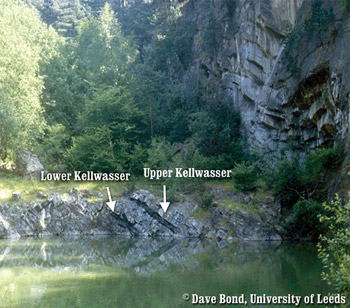 Lower Kellwasser
Upper Kellwasser
© Dave Bond, University of Leeds